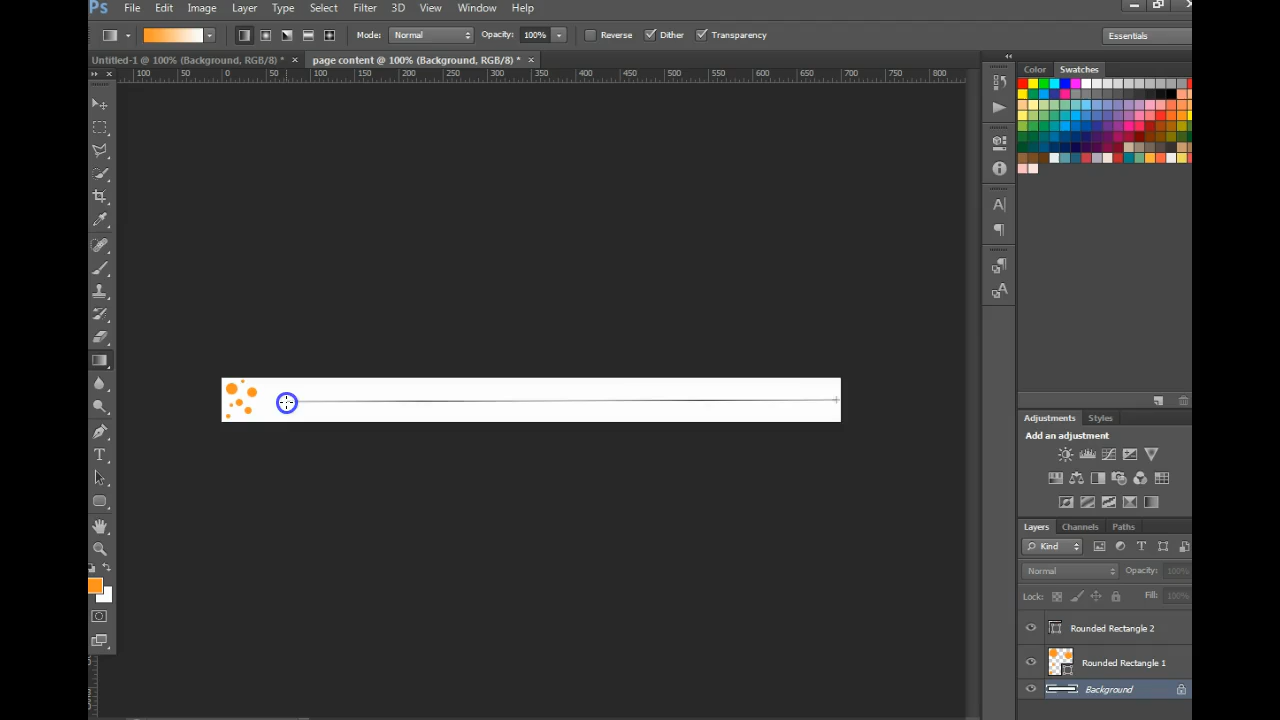 Ps File Edit Image Layer Type Select Filter 3D View Window Help
Mode: Normal Opacity: 100% Reverse Dither Transparency Essentials
Untitled-1 @ 100% (Background, RGB/8) * × page content @ 100% (Background, RGB/8) * ×
100 50 0 50 100 150 200 250 300 350 400 450 500 550 600 650 700 750 800
Color Swatches
Adjustments Styles
Add an adjustment
Layers Channels Paths
Kind
Normal Opacity: 100%
Lock: Fill: 100%
Rounded Rectangle 2
Rounded Rectangle 1
Background